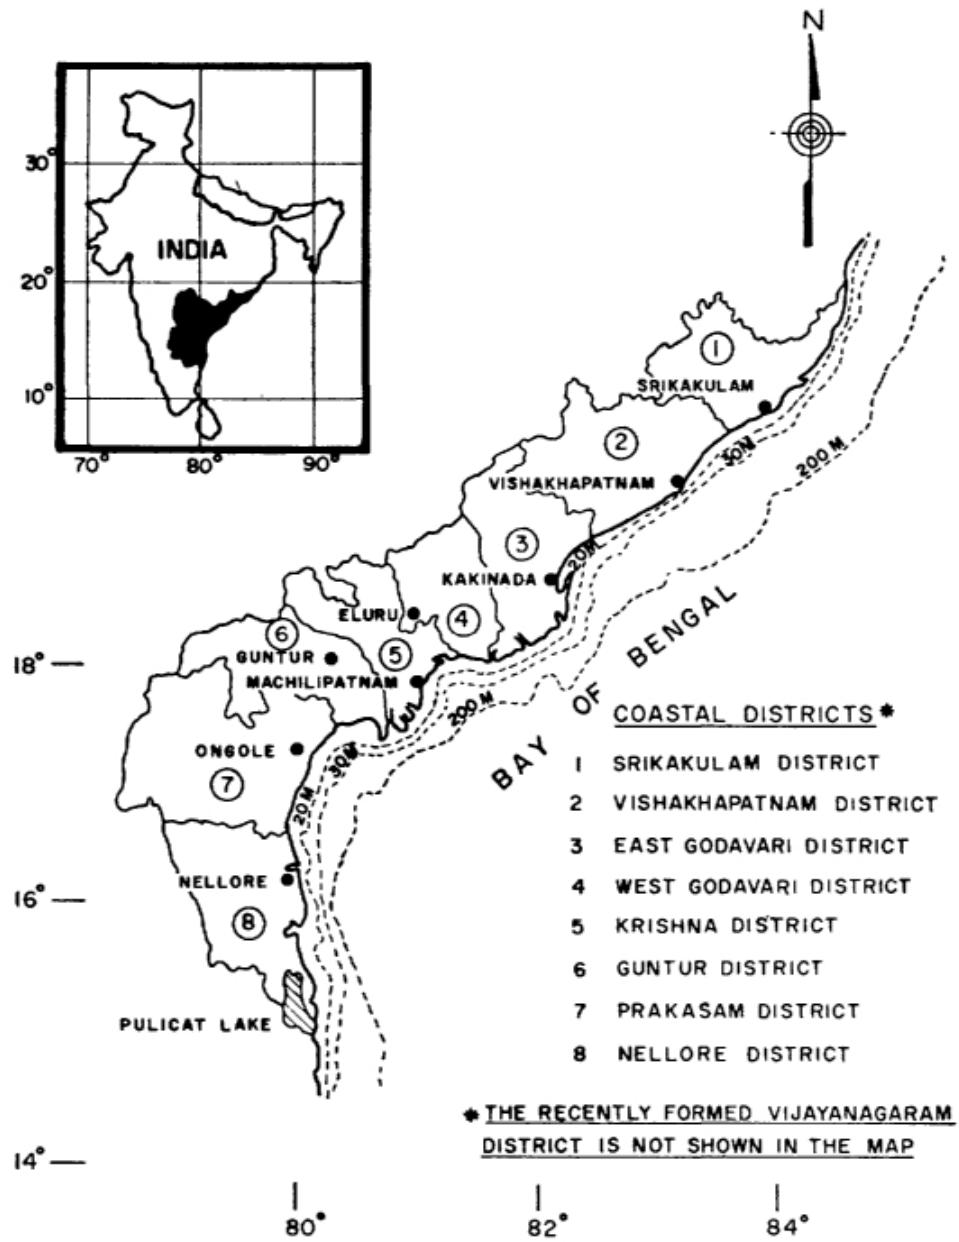 N
30°
INDIA
20°
10°
70°
80°
90°
1
SRIKAKULAM
2
30M
200 M
VISHAKHAPATNAM
3
20M
KAKINADA
ELURU
4
6
5
18°
GUNTUR
MACHILIPATNAM
200 M
BAY OF BENGAL
COASTAL DISTRICTS*
ONGOLE
30M
7
20 M
1 SRIKAKULAM DISTRICT
2 VISHAKHAPATNAM DISTRICT
3 EAST GODAVARI DISTRICT
4 WEST GODAVARI DISTRICT
5 KRISHNA DISTRICT
6 GUNTUR DISTRICT
7 PRAKASAM DISTRICT
8 NELLORE DISTRICT
NELLORE
16°
8
PULICAT LAKE
* THE RECENTLY FORMED VIJAYANAGARAM
DISTRICT IS NOT SHOWN IN THE MAP
14°
80°
82°
84°